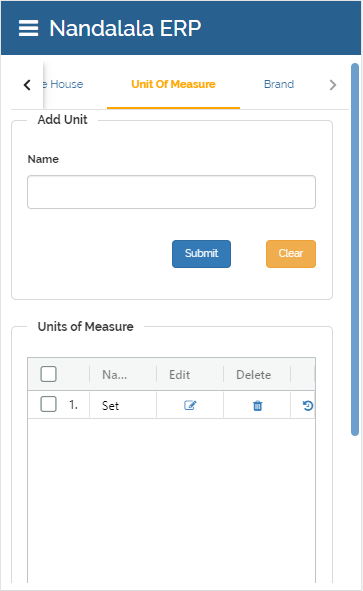 Nandalala ERP
e House Unit Of Measure Brand
Add Unit
Name
Submit Clear
Units of Measure
Na... Edit Delete
1. Set